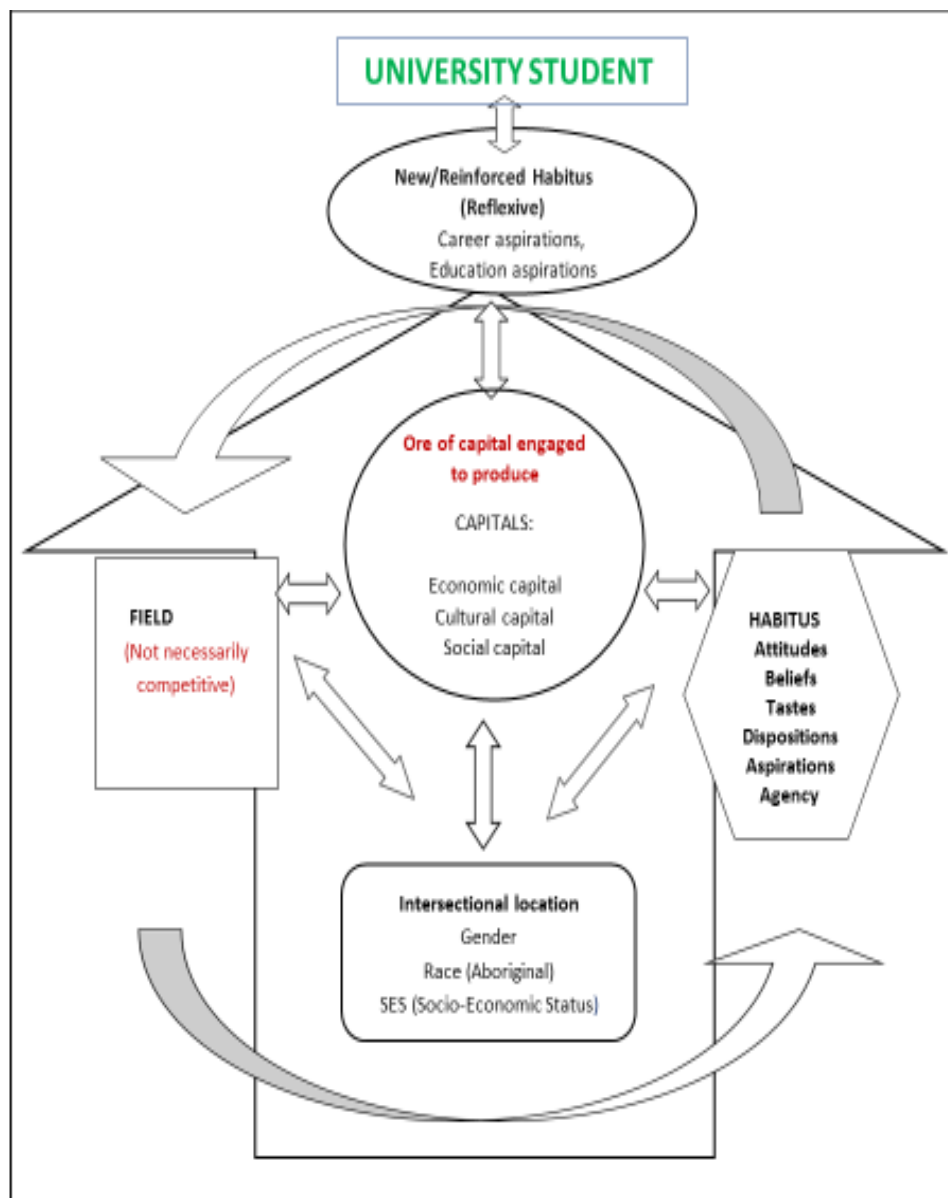 UNIVERSITY STUDENT
New/Reinforced Habitus
(Reflexive)
Career aspirations,
Education aspirations
Ore of capital engaged
to produce
CAPITALS:
Economic capital
Cultural capital
Social capital
FIELD
(Not necessarily
competitive)
HABITUS
Attitudes
Beliefs
Tastes
Dispositions
Aspirations
Agency
Intersectional location
Gender
Race (Aboriginal)
SES (Socio-Economic Status)